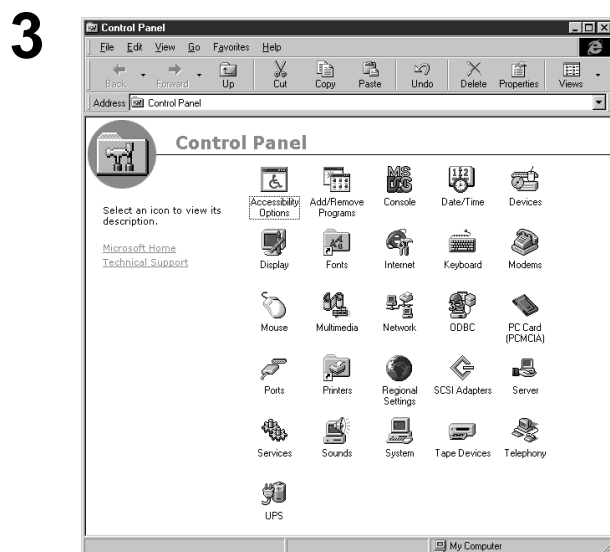 3
Control Panel
File Edit View Go Favorites Help
Back Forward Up Cut Copy Paste Undo Delete Properties Views
Address Control Panel
Control Panel
Select an icon to view its
description.
Microsoft Home
Technical Support
Accessibility Options
Add/Remove Programs
MS DOS
Console
Date/Time
Devices
Display
Fonts
Internet
Keyboard
Modems
Mouse
Multimedia
Network
ODBC
PC Card (PCMCIA)
Ports
Printers
Regional Settings
SCSI Adapters
Server
Services
Sounds
System
Tape Devices
Telephony
UPS
My Computer